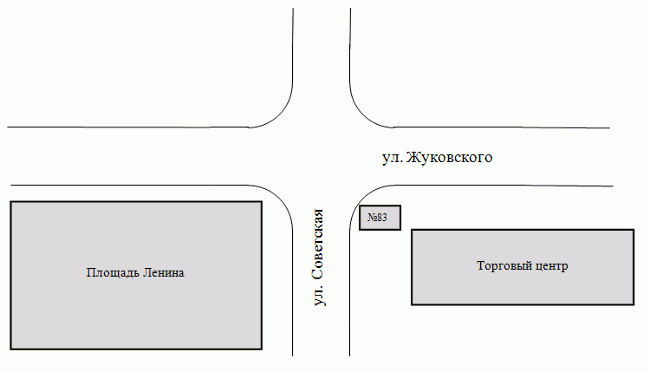 ул. Жуковского
№83
ул. Советская
Торговый центр
Площадь Ленина